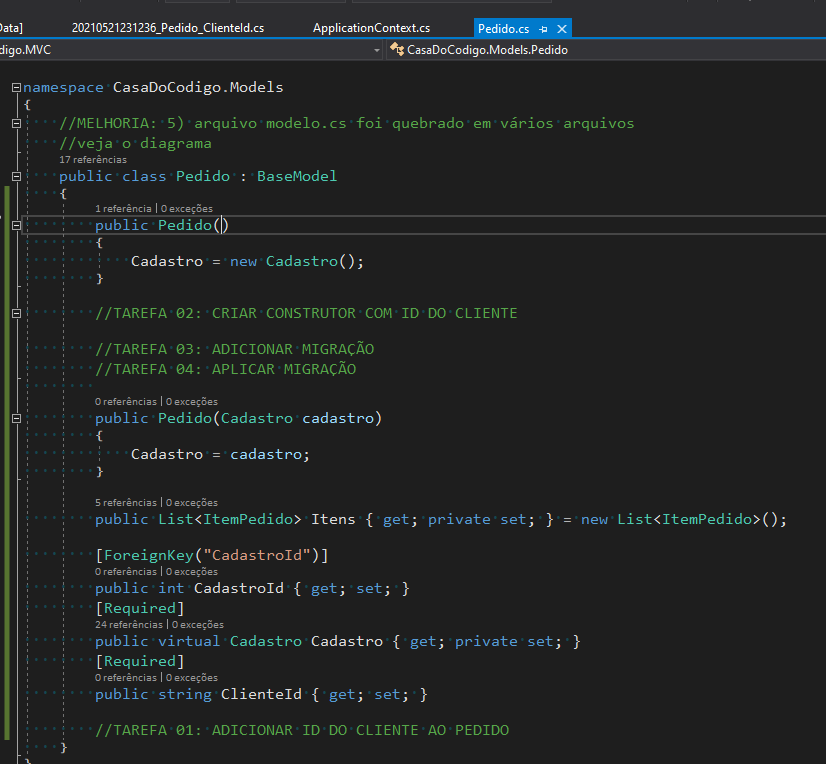 Data]
20210521231236_Pedido_ClienteId.cs
ApplicationContext.cs
Pedido.cs
digo.MVC
CasaDoCodigo.Models.Pedido
namespace CasaDoCodigo.Models
{
//MELHORIA: 5) arquivo modelo.cs foi quebrado em vários arquivos
//veja o diagrama
17 referências
public class Pedido : BaseModel
{
1 referência | 0 exceções
public Pedido()
{
Cadastro = new Cadastro();
}
//TAREFA 02: CRIAR CONSTRUTOR COM ID DO CLIENTE
//TAREFA 03: ADICIONAR MIGRAÇÃO
//TAREFA 04: APLICAR MIGRAÇÃO
0 referências | 0 exceções
public Pedido(Cadastro cadastro)
{
Cadastro = cadastro;
}
5 referências | 0 exceções
public List<ItemPedido> Itens { get; private set; } = new List<ItemPedido>();
[ForeignKey("CadastroId")]
0 referências | 0 exceções
public int CadastroId { get; set; }
[Required]
24 referências | 0 exceções
public virtual Cadastro Cadastro { get; private set; }
[Required]
0 referências | 0 exceções
public string ClienteId { get; set; }
//TAREFA 01: ADICIONAR ID DO CLIENTE AO PEDIDO
}
}